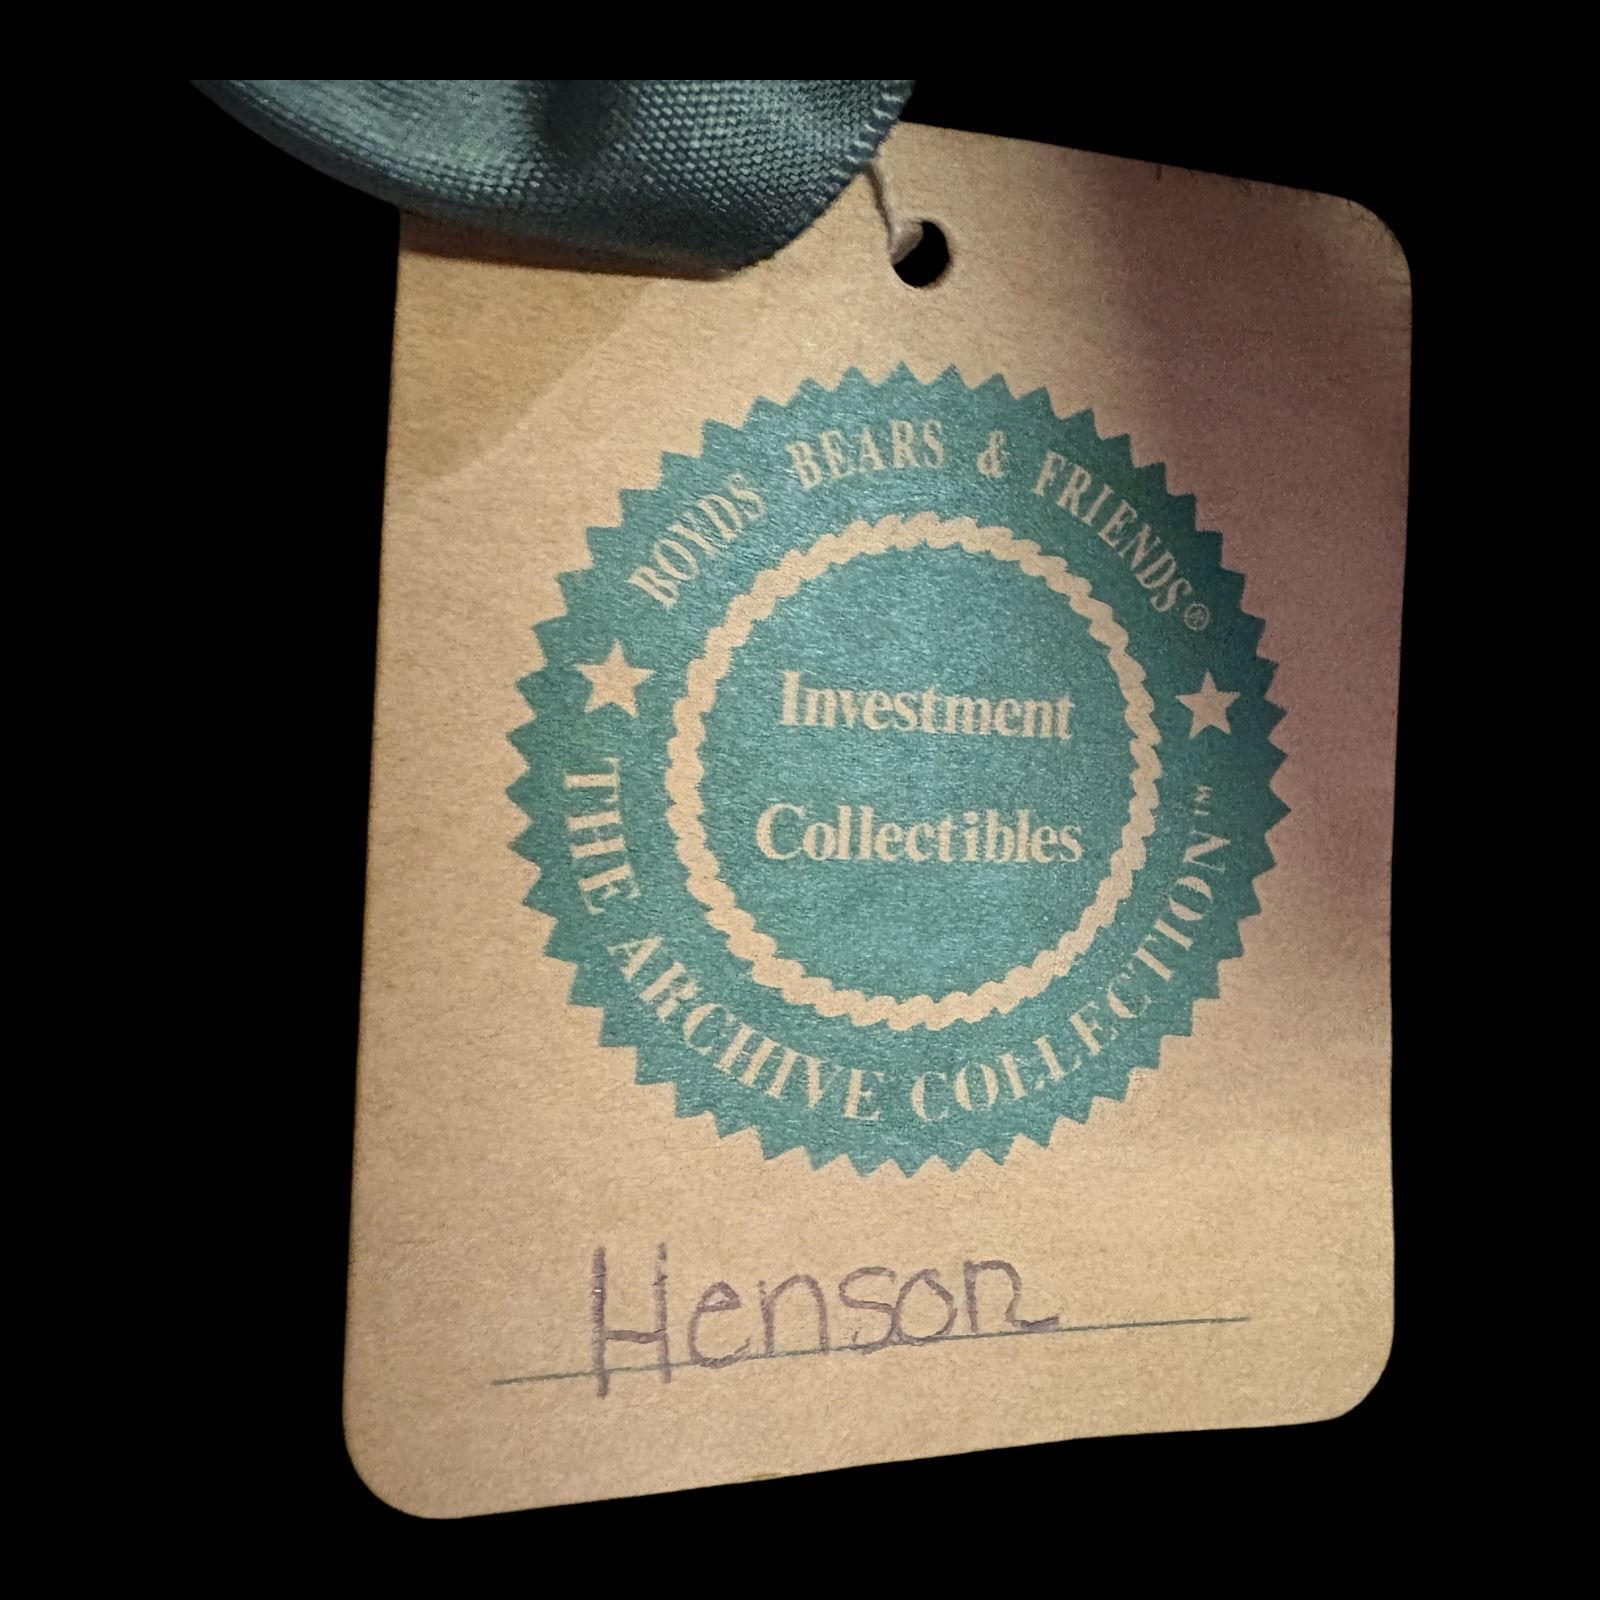 BOYDS BEARS & FRIENDS®
Investment
Collectibles
THE ARCHIVE COLLECTION™
Henson